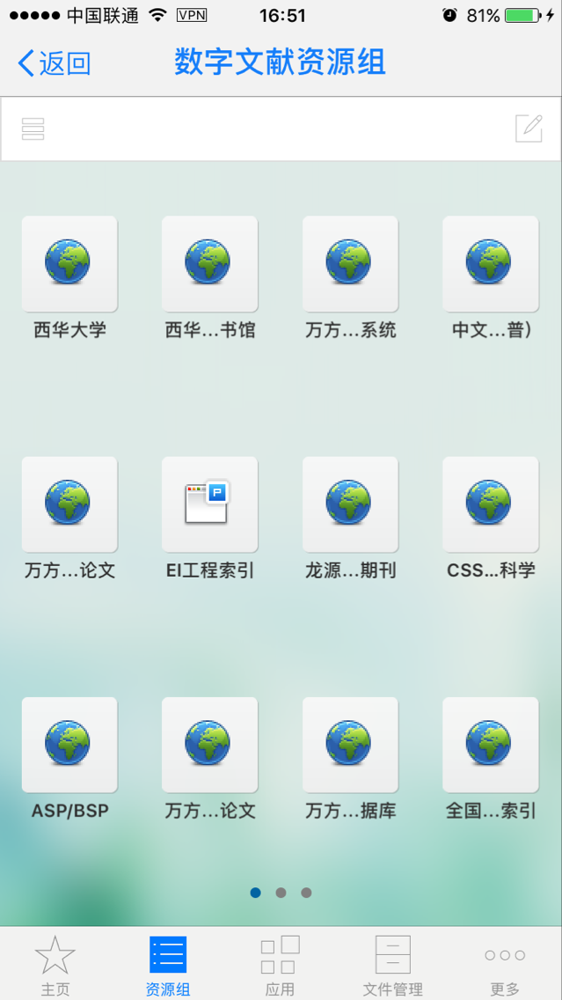 中国联通 VPN 16:51 81%
返回 数字文献资源组
西华大学 西华...书馆 万方...系统 中文...普)
万方...论文 EI工程索引 龙源...期刊 CSS...科学
ASP/BSP 万方...论文 万方...据库 全国...索引
主页 资源组 应用 文件管理 更多